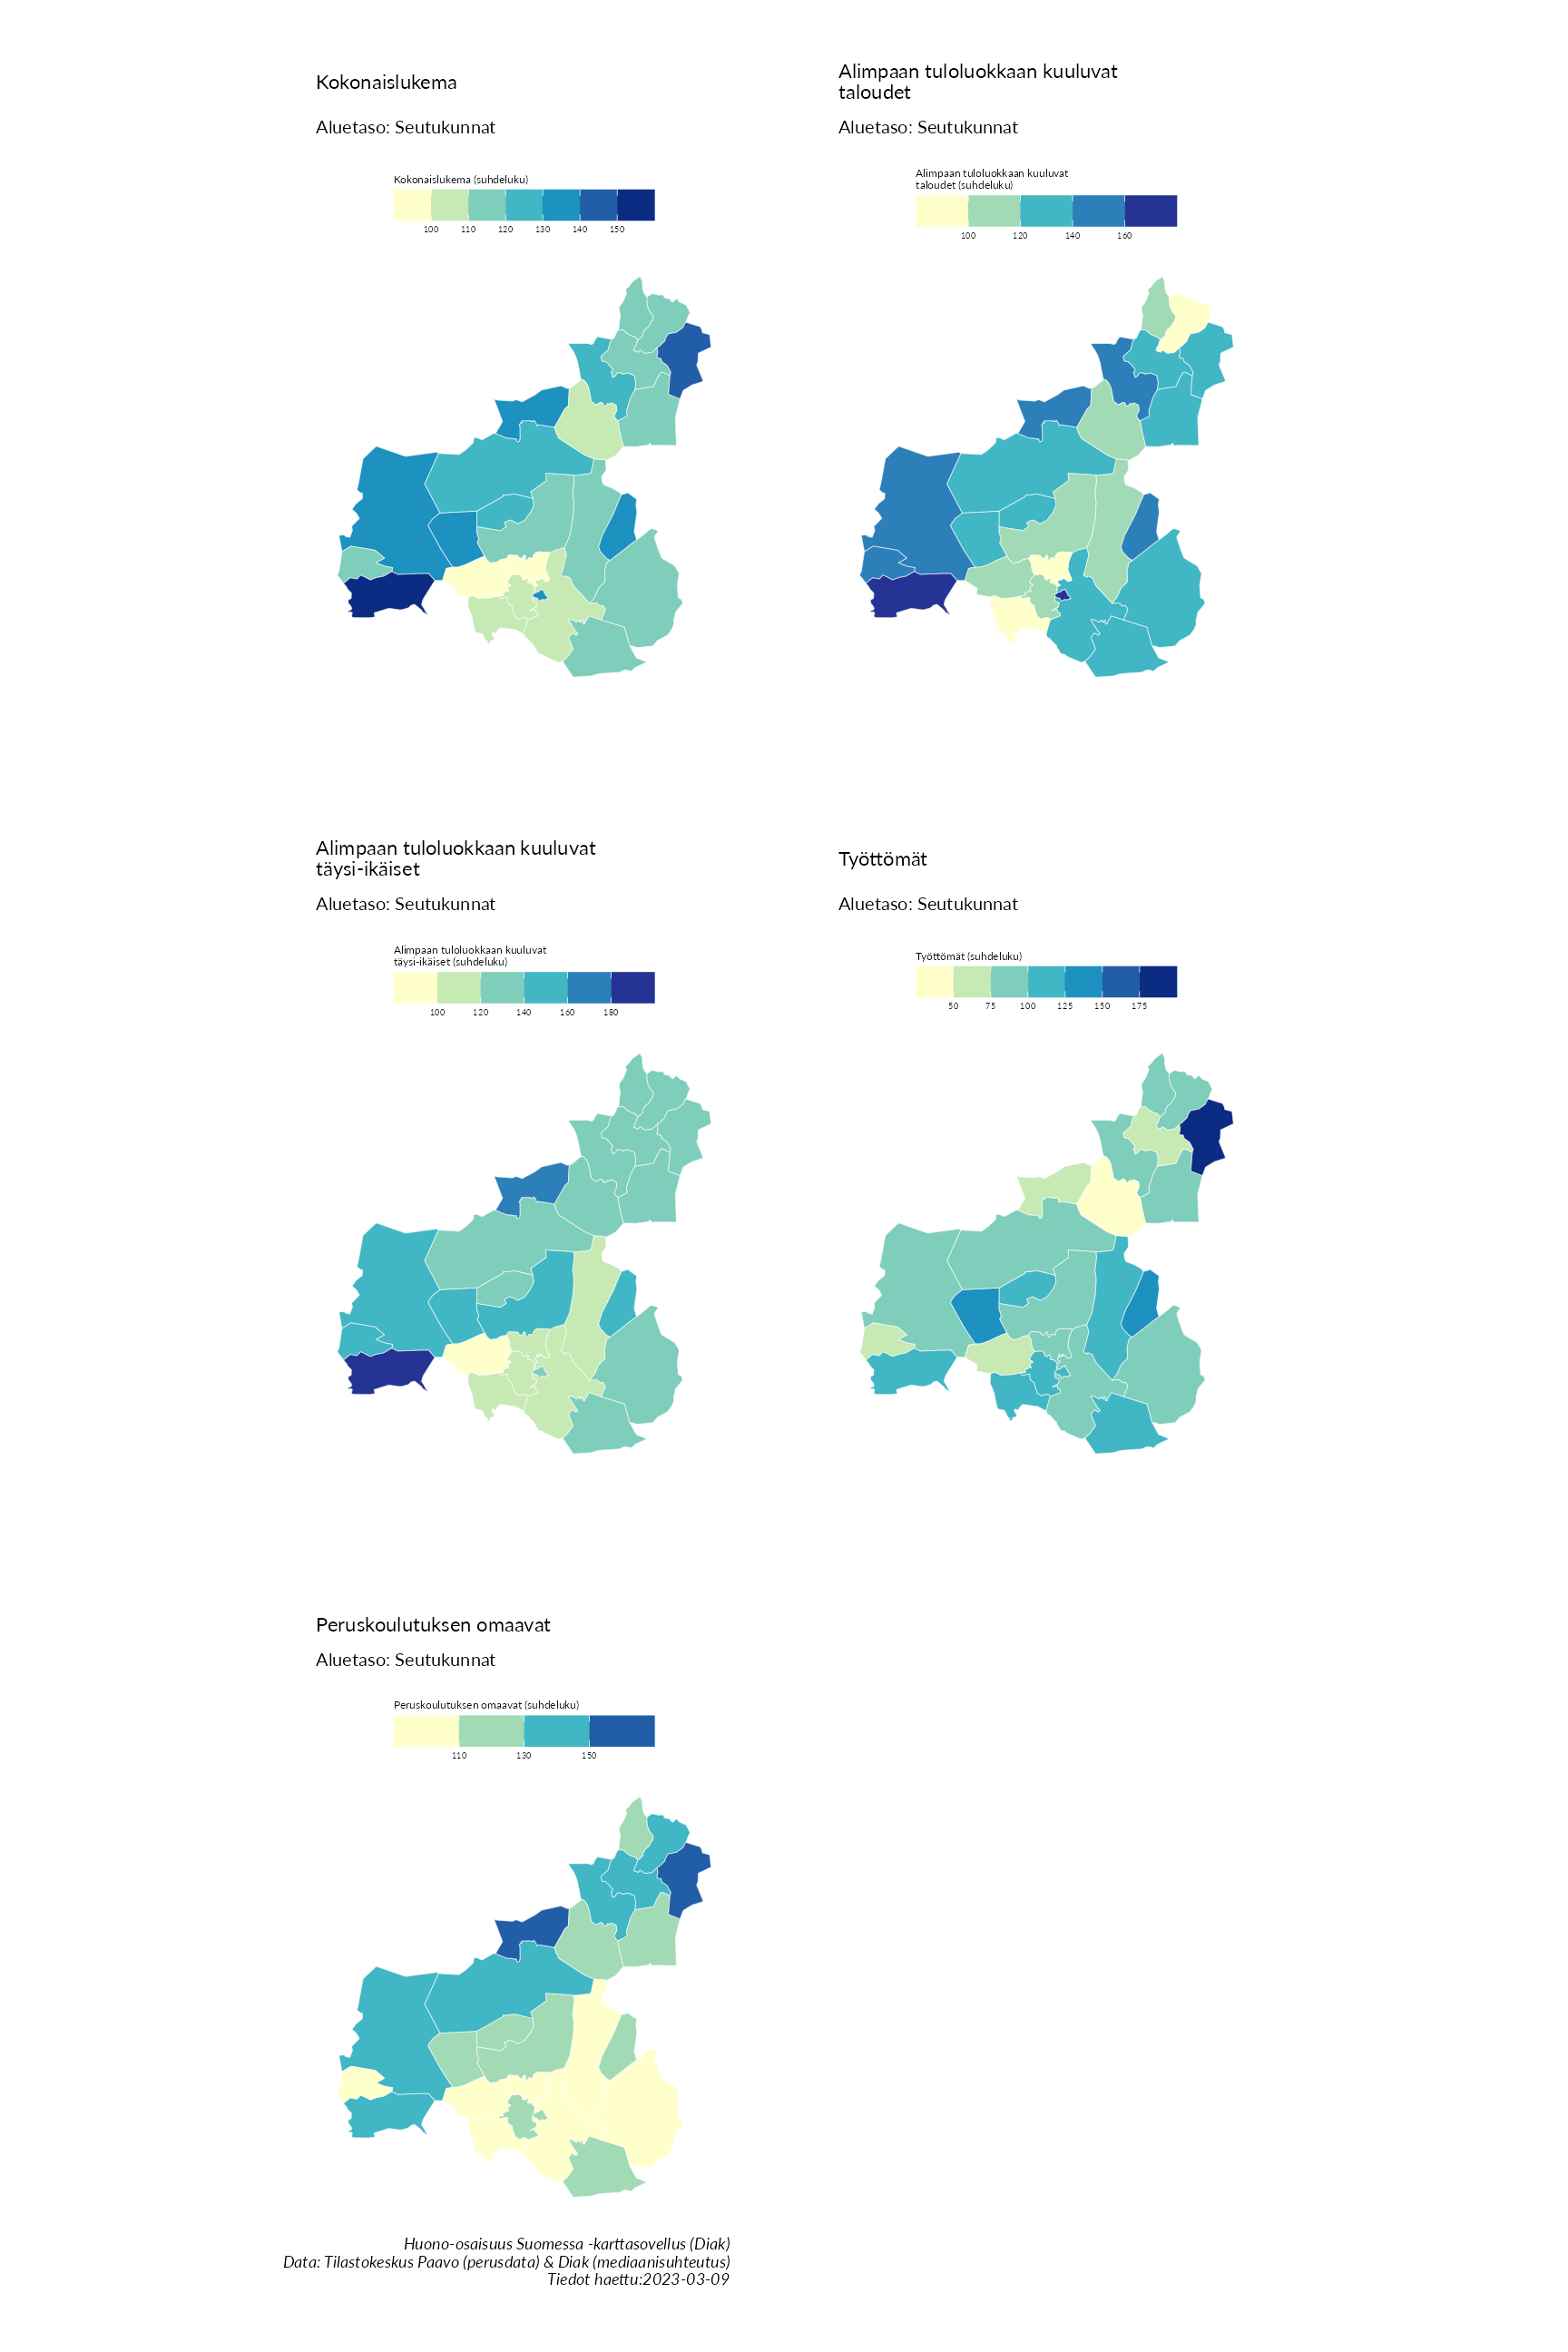 Kokonaislukema
Aluetaso: Seutukunnat
Kokonaislukema (suhdeluku)
100 110 120 130 140 150
Alimpaan tuloluokkaan kuuluvat
taloudet
Aluetaso: Seutukunnat
Alimpaan tuloluokkaan kuuluvat
taloudet (suhdeluku)
100 120 140 160
Alimpaan tuloluokkaan kuuluvat
täysi-ikäiset
Aluetaso: Seutukunnat
Alimpaan tuloluokkaan kuuluvat
täysi-ikäiset (suhdeluku)
100 120 140 160 180
Työttömät
Aluetaso: Seutukunnat
Työttömät (suhdeluku)
50 75 100 125 150 175
Peruskoulutuksen omaavat
Aluetaso: Seutukunnat
Peruskoulutuksen omaavat (suhdeluku)
110 130 150
Huono-osaisuus Suomessa -karttasovellus (Diak)
Data: Tilastokeskus Paavo (perusdata) & Diak (mediaanisuhteutus)
Tiedot haettu:2023-03-09